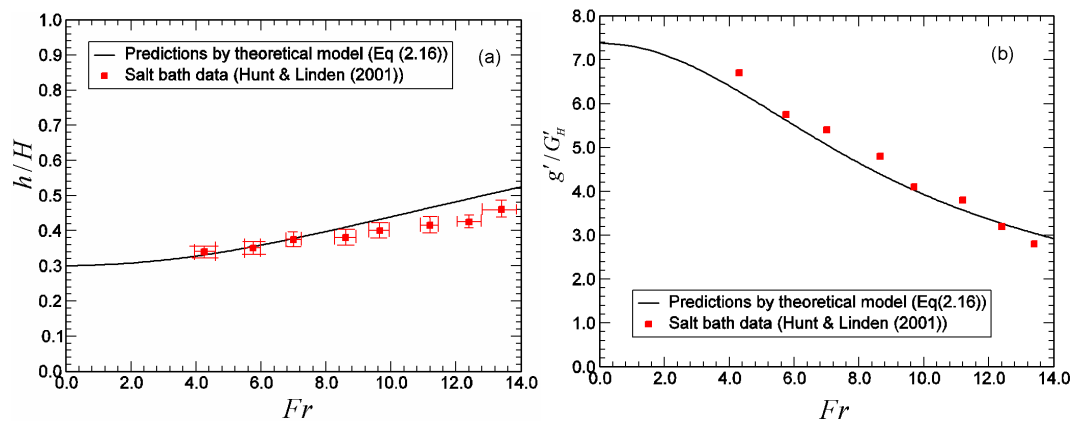 1.0
0.9
0.8
0.7
0.6
0.5
0.4
0.3
0.2
0.1
0.0
h/H
Predictions by theoretical model (Eq (2.16))
Salt bath data (Hunt & Linden (2001))
(a)
0.0 2.0 4.0 6.0 8.0 10.0 12.0 14.0
Fr
8.0
7.0
6.0
5.0
4.0
3.0
2.0
1.0
0.0
g'/G'H
(b)
Predictions by theoretical model (Eq(2.16))
Salt bath data (Hunt & Linden (2001))
0.0 2.0 4.0 6.0 8.0 10.0 12.0 14.0
Fr